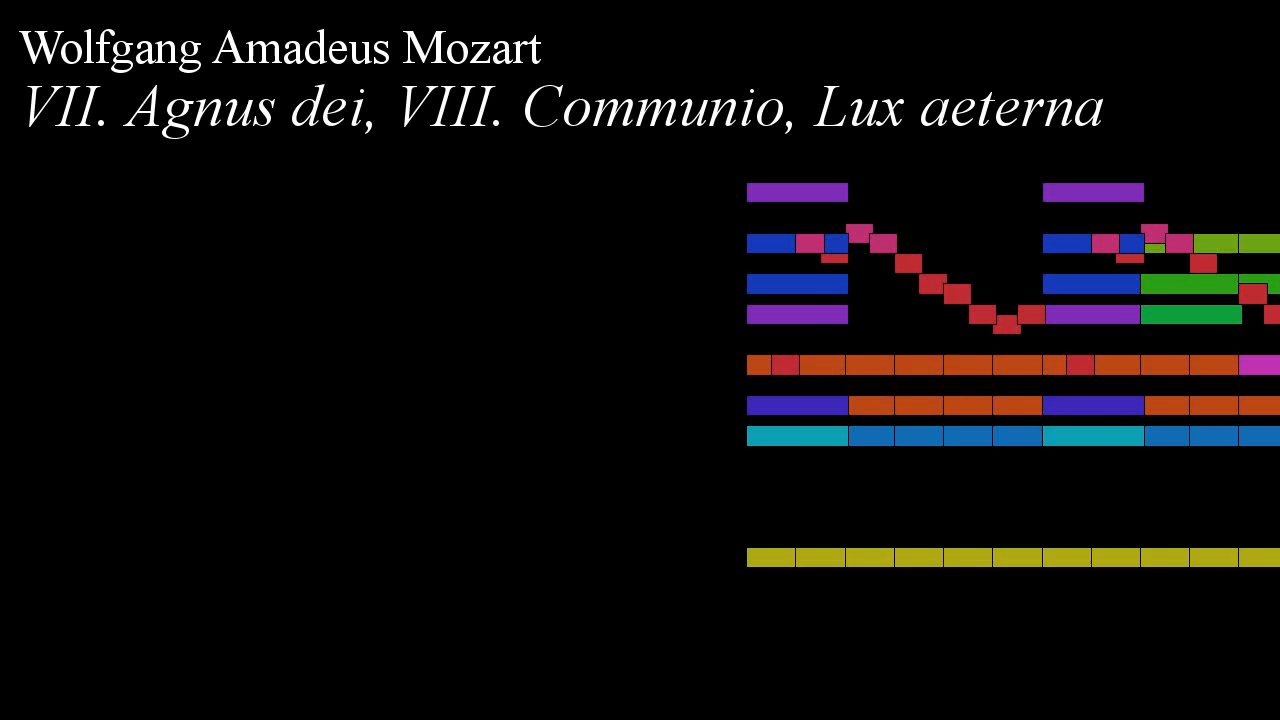 Wolfgang Amadeus Mozart
VII. Agnus dei, VIII. Communio, Lux aeterna